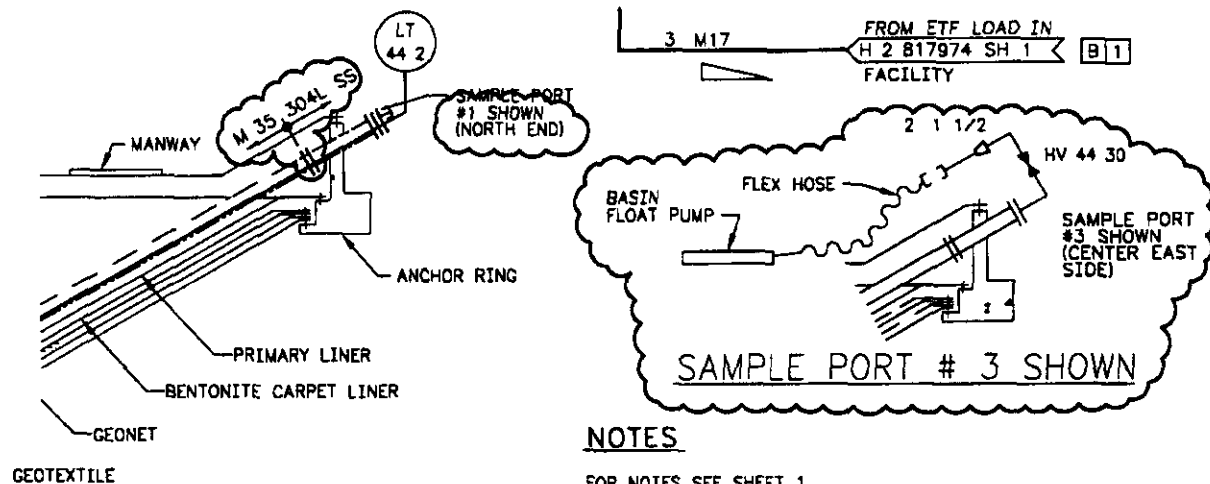 LT
44 2
M 35 304L SS
SAMPLE PORT
#1 SHOWN
(NORTH END)
MANWAY
ANCHOR RING
PRIMARY LINER
BENTONITE CARPET LINER
GEONET
GEOTEXTILE
3 M17
FROM ETF LOAD IN
H 2 817974 SH 1
B 1
FACILITY
2 1 1/2
HV 44 30
FLEX HOSE
BASIN
FLOAT PUMP
SAMPLE PORT
#3 SHOWN
(CENTER EAST
SIDE)
SAMPLE PORT # 3 SHOWN
NOTES
FOR NOTES SEE SHEET 1